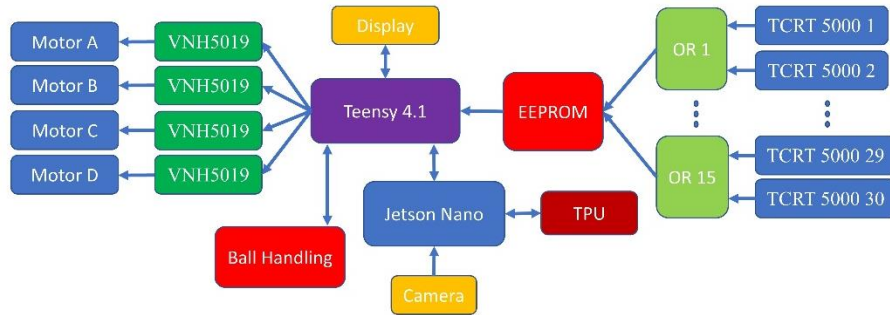 Motor A
VNH5019
Display
OR 1
TCRT 5000 1
Motor B
VNH5019
Teensy 4.1
EEPROM
TCRT 5000 2
Motor C
VNH5019
Motor D
VNH5019
OR 15
TCRT 5000 29
TCRT 5000 30
Ball Handling
Jetson Nano
TPU
Camera